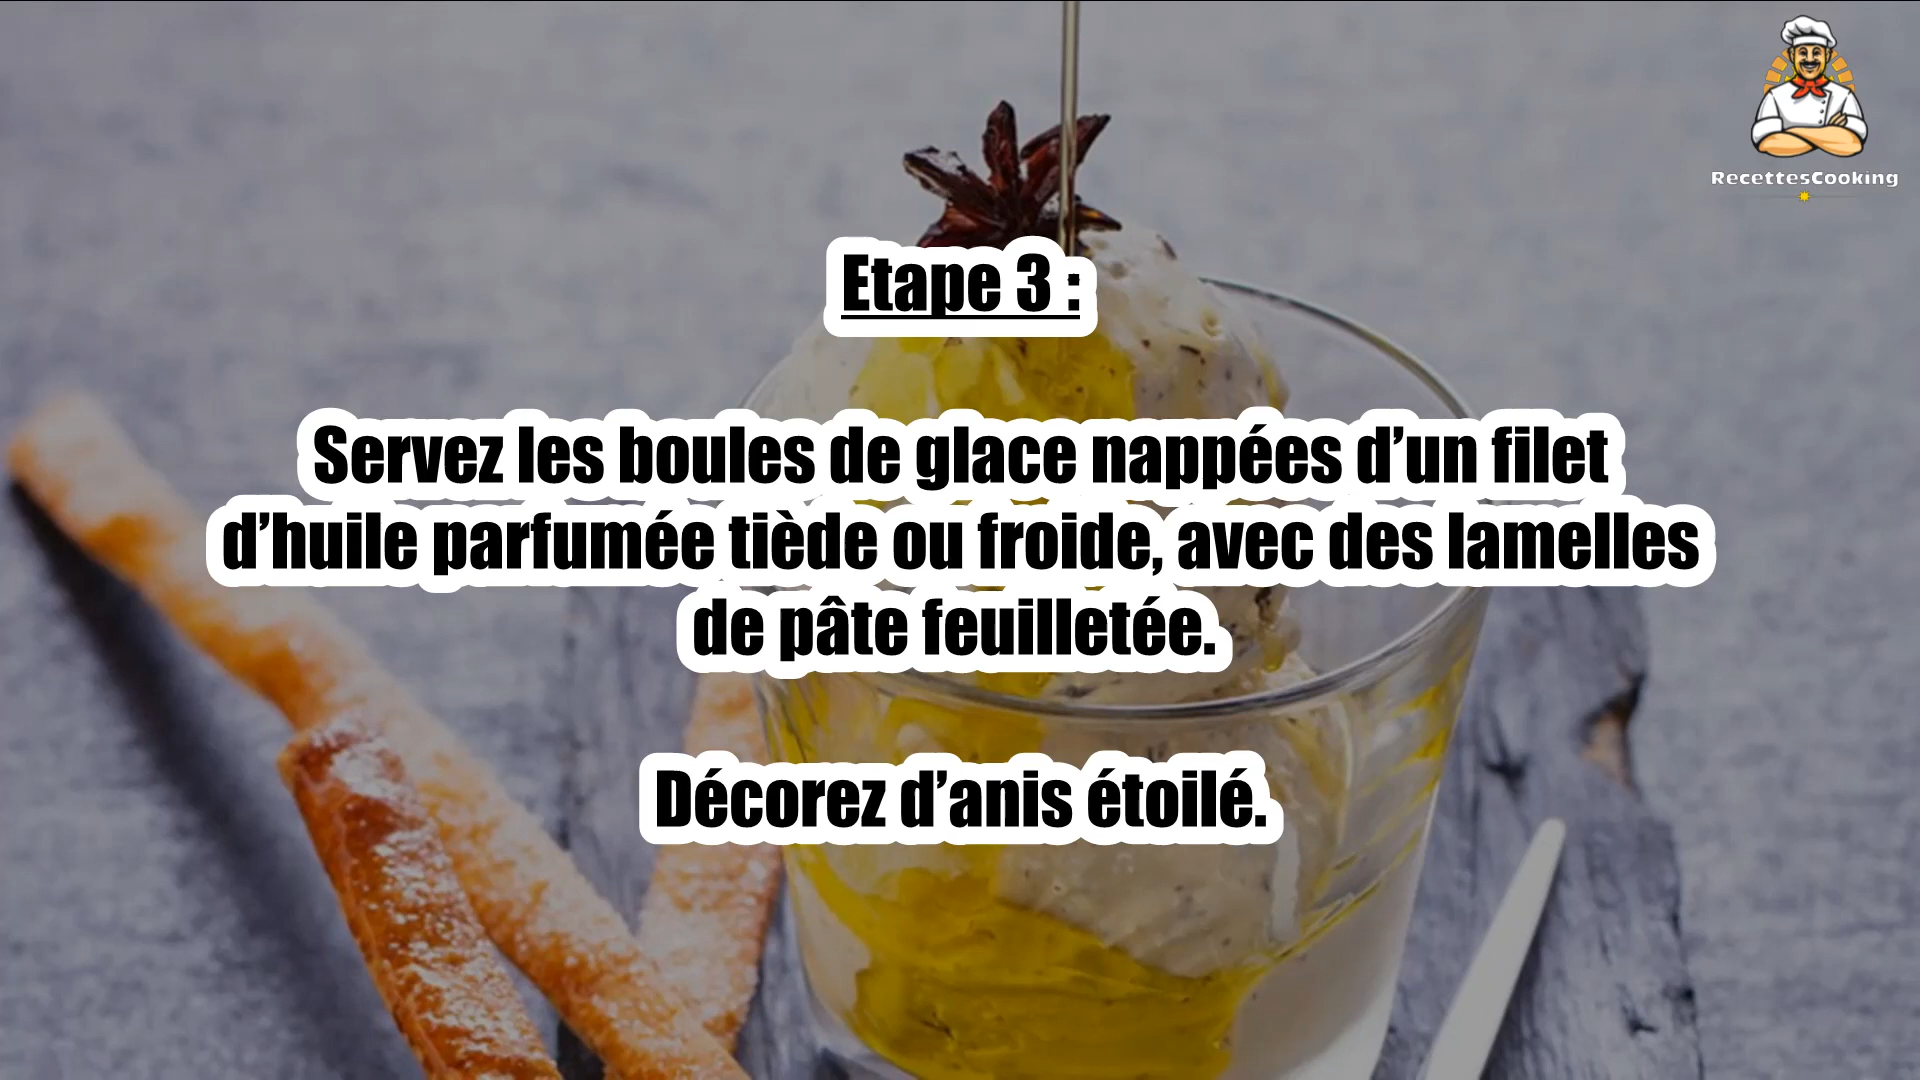 RecettesCooking
Etape 3 :
Servez les boules de glace nappées d’un filet
d’huile parfumée tiède ou froide, avec des lamelles
de pâte feuilletée.
Décorez d’anis étoilé.